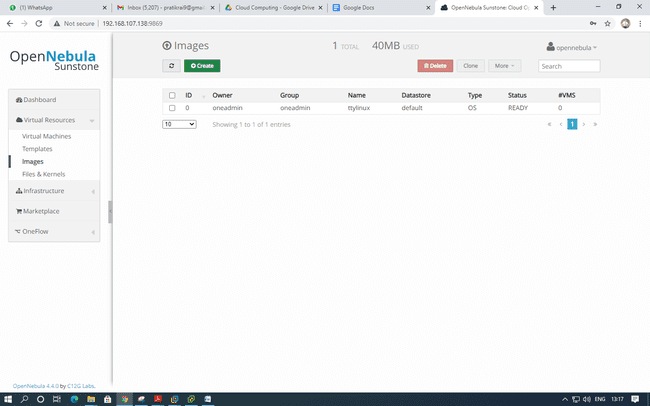 (1) WhatsApp
Inbox (5,207) - pratikrai9@gmai
Cloud Computing - Google Drive
Google Docs
OpenNebula Sunstone: Cloud Op
Not secure | 192.168.107.138:9869
OpenNebula
Sunstone
Images
1 TOTAL 40MB USED
opennebula
Create
Delete
Clone
More
Search
Dashboard
Virtual Resources
Virtual Machines
Templates
Images
Files & Kernels
Infrastructure
Marketplace
OneFlow
ID Owner Group Name Datastore Type Status #VMS
0 oneadmin oneadmin ttylinux default OS READY 0
10
Showing 1 to 1 of 1 entries
1
OpenNebula 4.4.0 by C12G Labs.
ENG 13:17